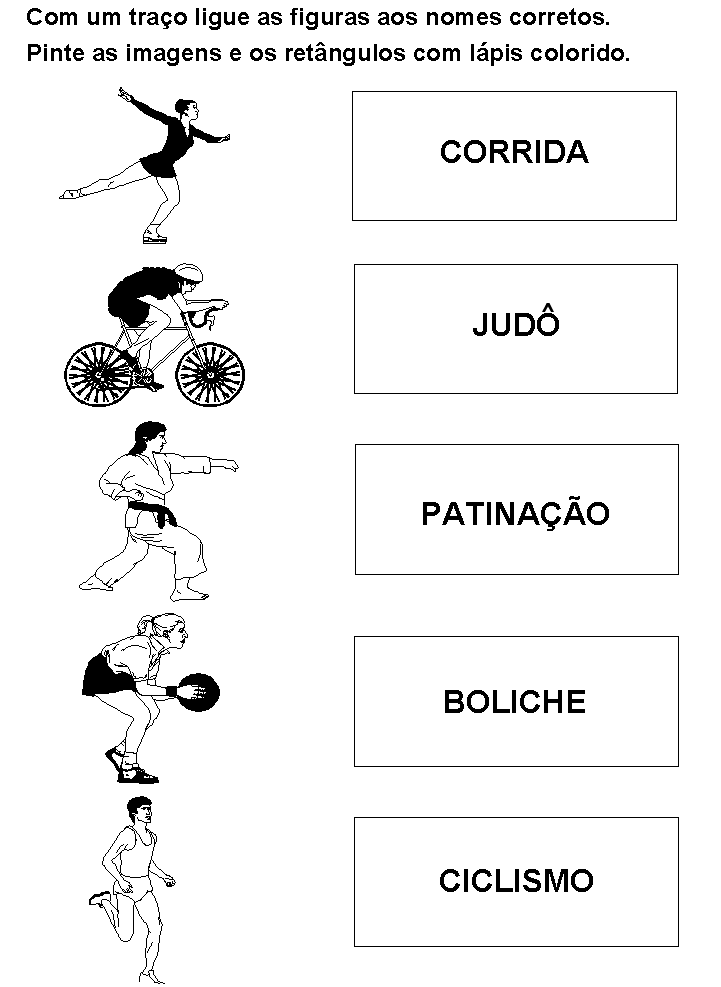 Com um traço ligue as figuras aos nomes corretos.
Pinte as imagens e os retângulos com lápis colorido.
CORRIDA
JUDÔ
PATINAÇÃO
BOLICHE
CICLISMO